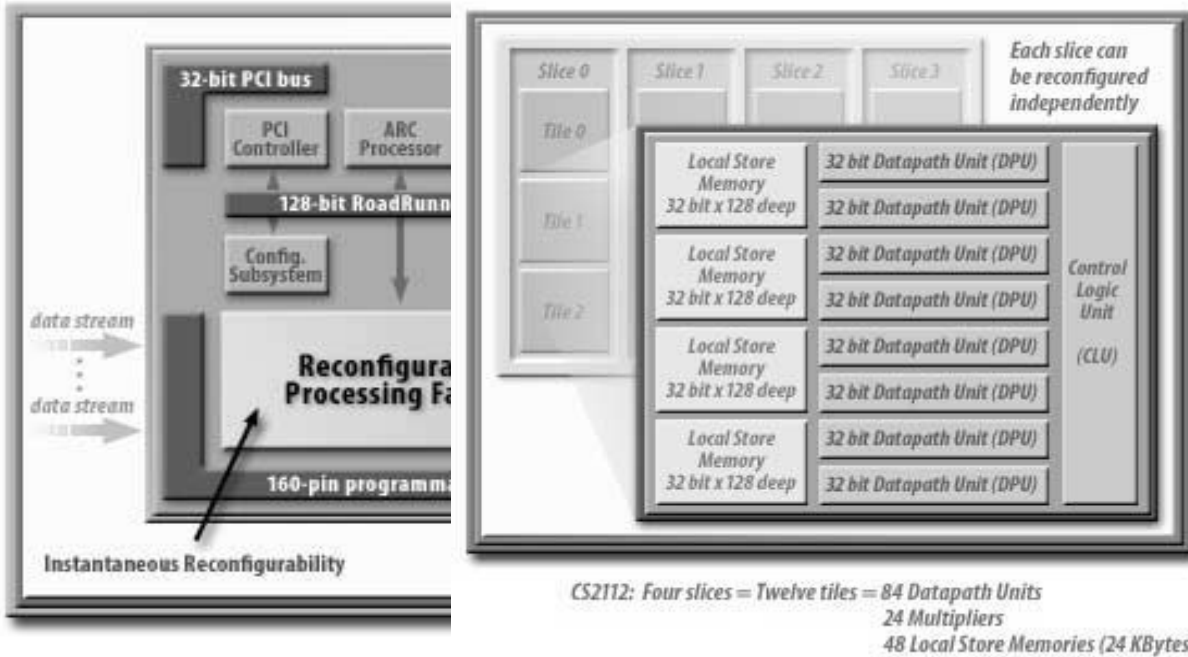 32-bit PCI bus
PCI
Controller
ARC
Processor
128-bit RoadRunn
Config.
Subsystem
data stream
data stream
Reconfigura
Processing Fa
160-pin programma
Instantaneous Reconfigurability
Slice 0
Slice 1
Slice 2
Slice 3
Each slice can
be reconfigured
independently
Tile 0
Tile 1
Tile 2
Local Store
Memory
32 bit x 128 deep
Local Store
Memory
32 bit x 128 deep
Local Store
Memory
32 bit x 128 deep
Local Store
Memory
32 bit x 128 deep
32 bit Datapath Unit (DPU)
32 bit Datapath Unit (DPU)
32 bit Datapath Unit (DPU)
32 bit Datapath Unit (DPU)
32 bit Datapath Unit (DPU)
32 bit Datapath Unit (DPU)
32 bit Datapath Unit (DPU)
32 bit Datapath Unit (DPU)
Control
Logic
Unit
(CLU)
CS2112: Four slices = Twelve tiles = 84 Datapath Units
24 Multipliers
48 Local Store Memories (24 KBytes